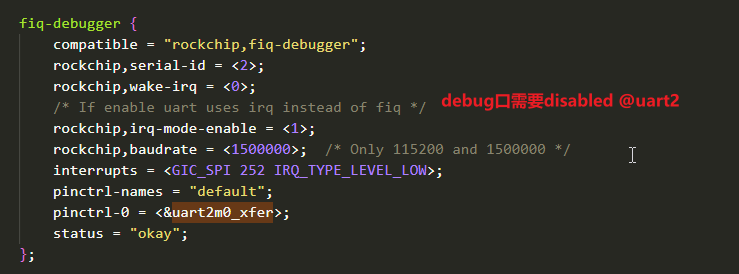 fiq-debugger {
compatible = "rockchip,fiq-debugger";
rockchip,serial-id = <2>;
rockchip,wake-irq = <0>;
/* If enable uart uses irq instead of fiq */ debug口需要disabled @uart2
rockchip,irq-mode-enable = <1>;
rockchip,baudrate = <1500000>; /* Only 115200 and 1500000 */
interrupts = <GIC_SPI 252 IRQ_TYPE_LEVEL_LOW>;
pinctrl-names = "default";
pinctrl-0 = <&uart2m0_xfer>;
status = "okay";
};